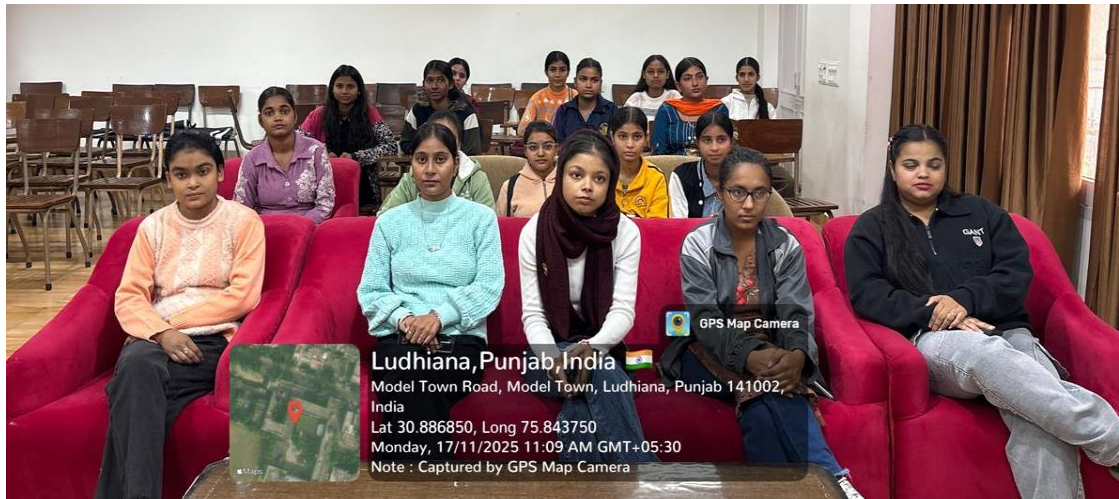 GANT
GPS Map Camera
Ludhiana,Punjab,India
Model Town Road, Model Town, Ludhiana, Punjab 141002,
India
Lat 30.886850, Long 75.843750
Monday, 17/11/2025 11:09 AM GMT+05:30
Note : Captured by GPS Map Camera
Maps